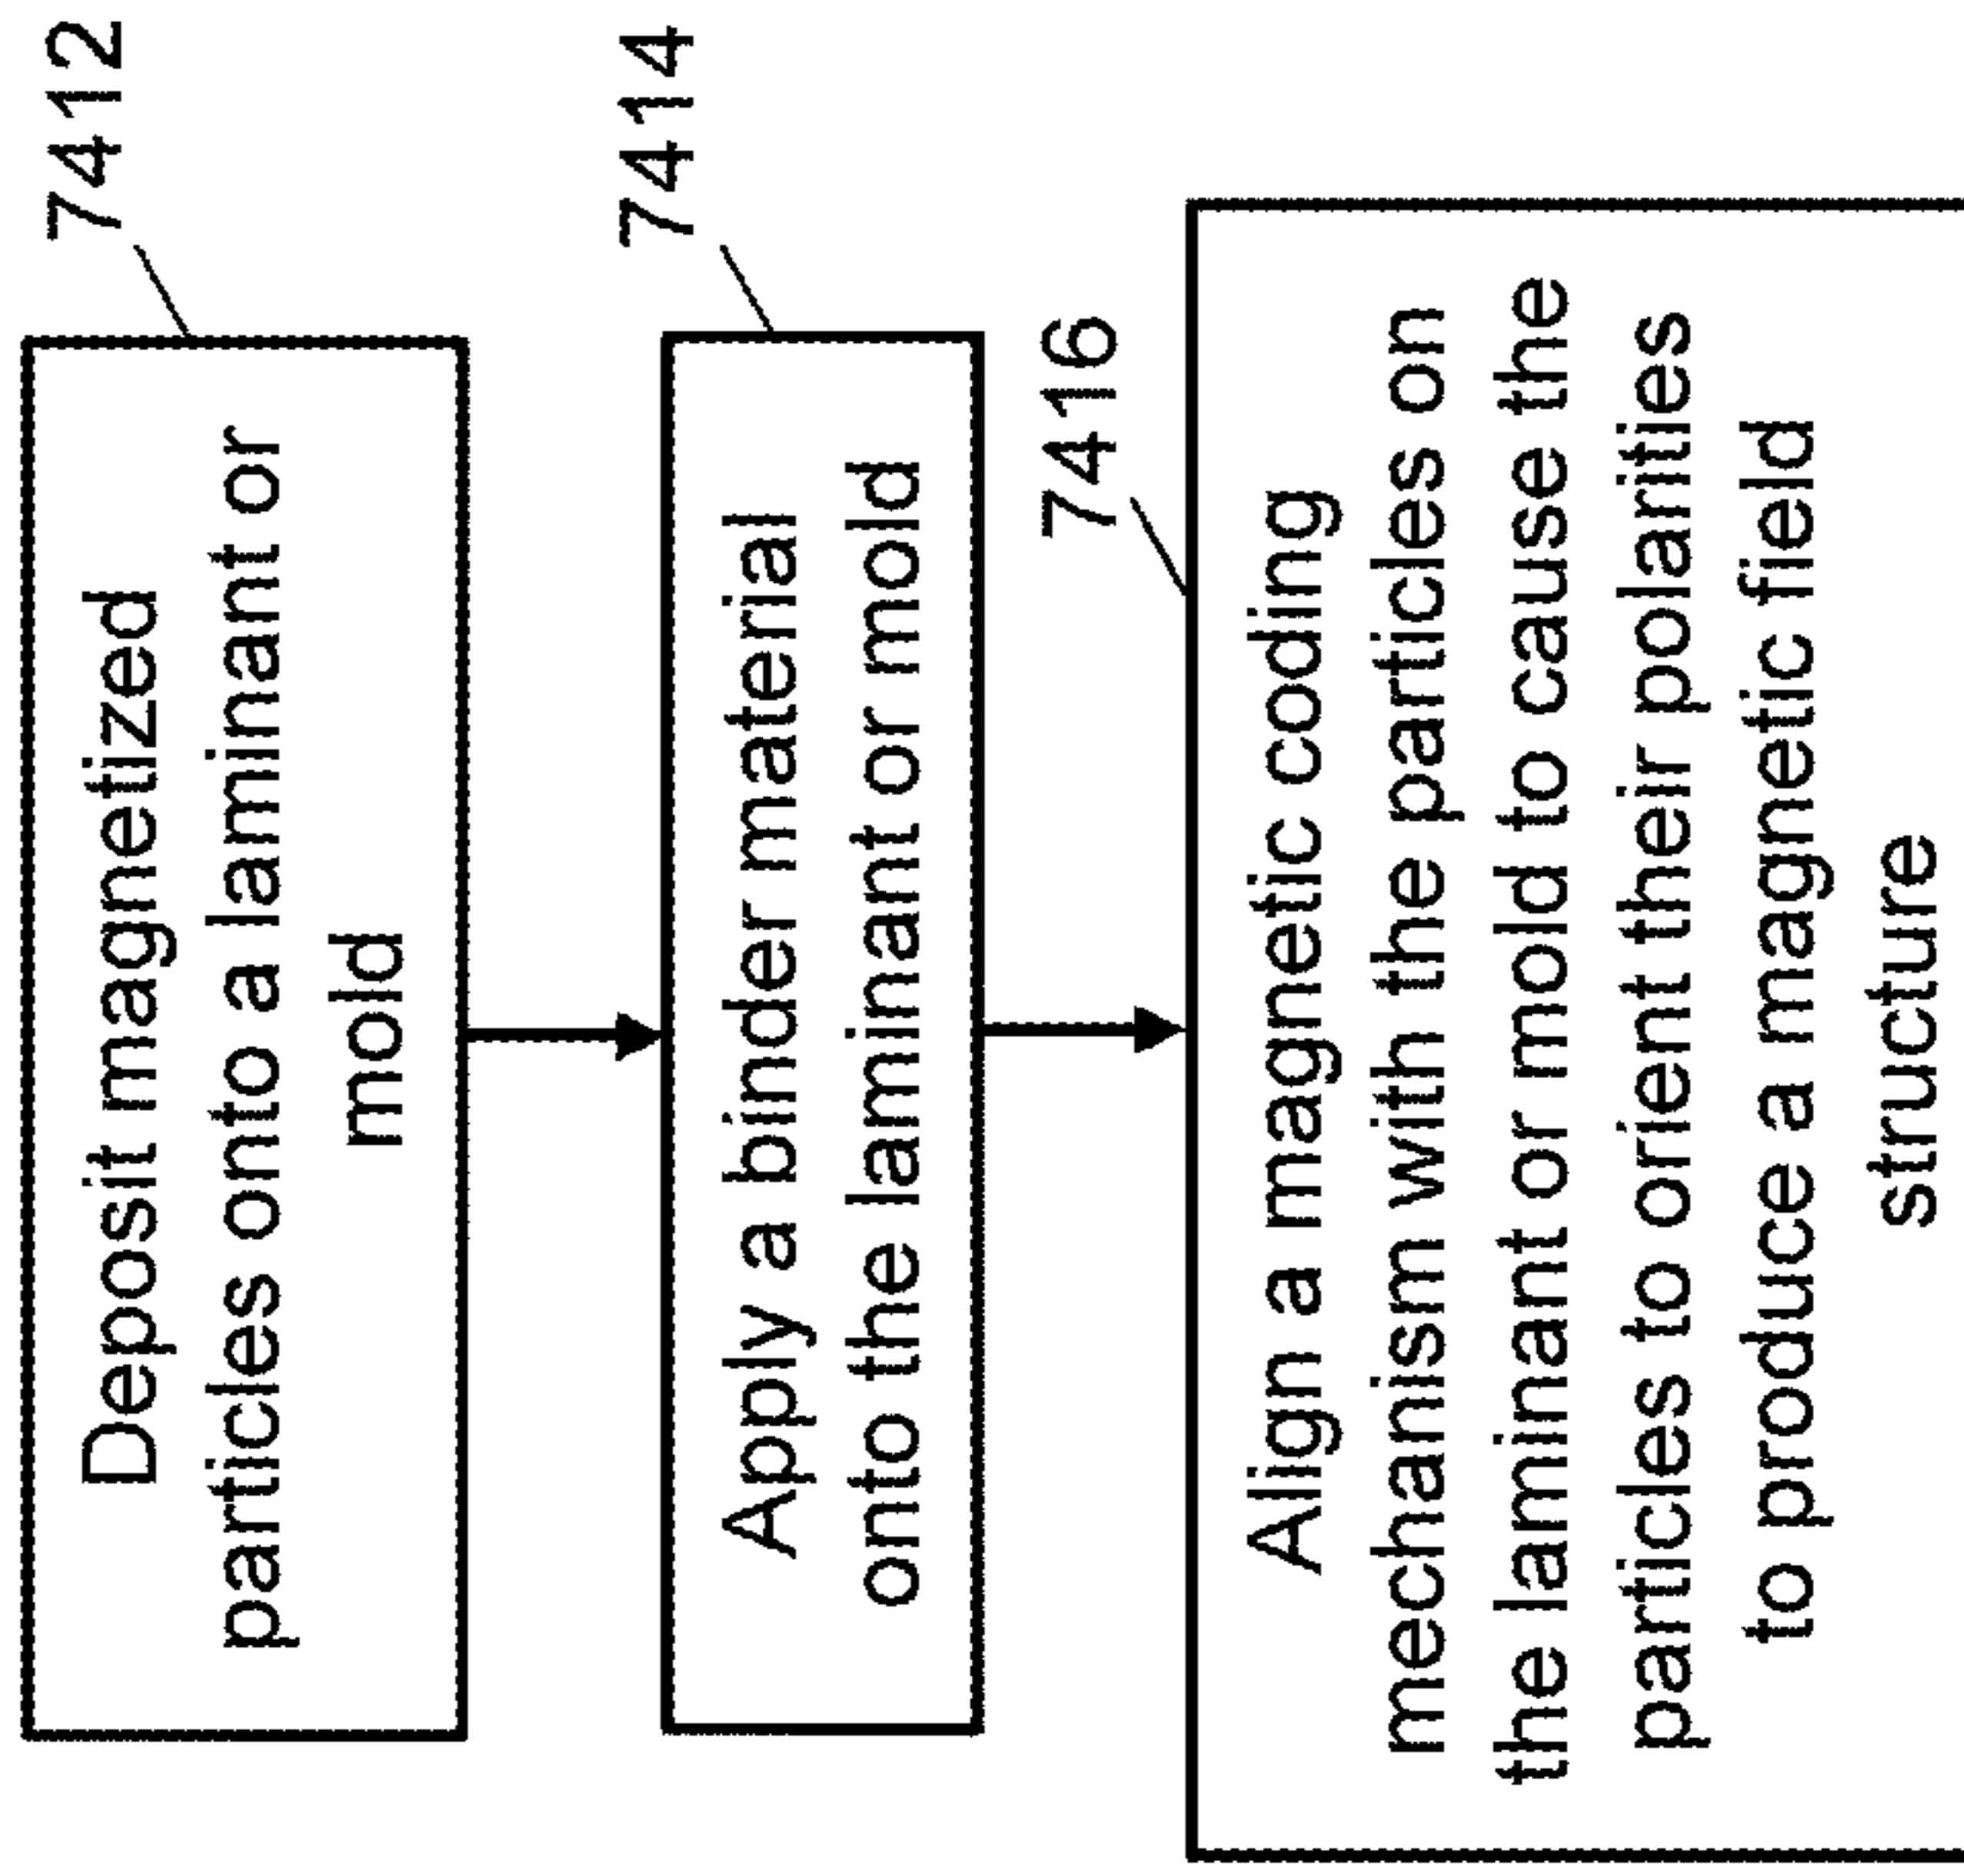 7412
Deposit magnetized
particles onto a laminant or
mold
7414
Apply a binder material
onto the laminant or mold
7416
Align a magnetic coding
mechanism with the particles on
the laminant or mold to cause the
particles to orient their polarities
to produce a magnetic field
structure